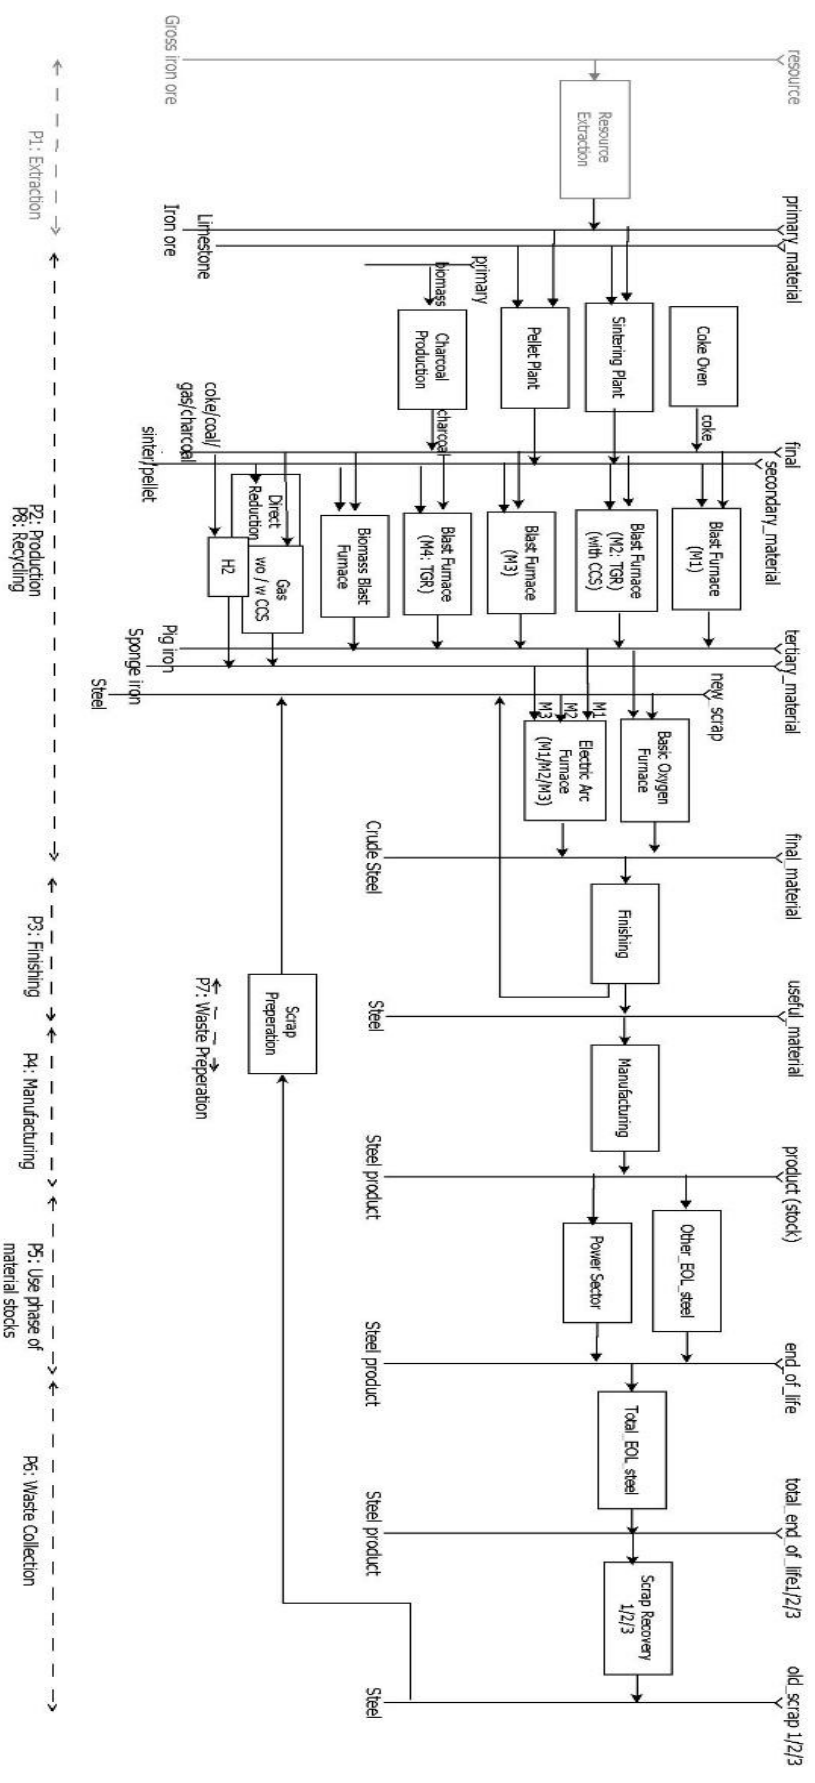 resource
primary_material
primary
final
secondary_material
tertiary_material
new_scrap
final_material
useful_material
product (stock)
end_of_life
total_end_of_life1/2/3
old_scrap 1/2/3
Resource
Extraction
Coke Oven
coke
Sintering Plant
Pellet Plant
biomass
Charcoal
Production
charcoal
Blast Furnace
(M1)
Blast Furnace
(M2: TGR)
(with CCS)
Blast Furnace
(M3)
Blast Furnace
(M4: TGR)
Biomass Blast
Furnace
Direct
Reduction
Gas
wo / w CCS
H2
Basic Oxygen
Furnace
M1
M2
M3
Electric Arc
Furnace
(M1/M2/M3)
Finishing
Manufacturing
Other_EOL_steel
Power Sector
Total_EOL_steel
Scrap Recovery
1/2/3
Scrap
Preperation
P7: Waste Preperation
Gross iron ore
Limestone
Iron ore
coke/coal/
gas/charcoal
sinter/pellet
Pig iron
Sponge iron
Steel
Crude Steel
Steel
Steel product
Steel product
Steel product
Steel
P1: Extraction
P2: Production
P8: Recycling
P3: Finishing
P4: Manufacturing
P5: Use phase of
material stocks
P6: Waste Collection